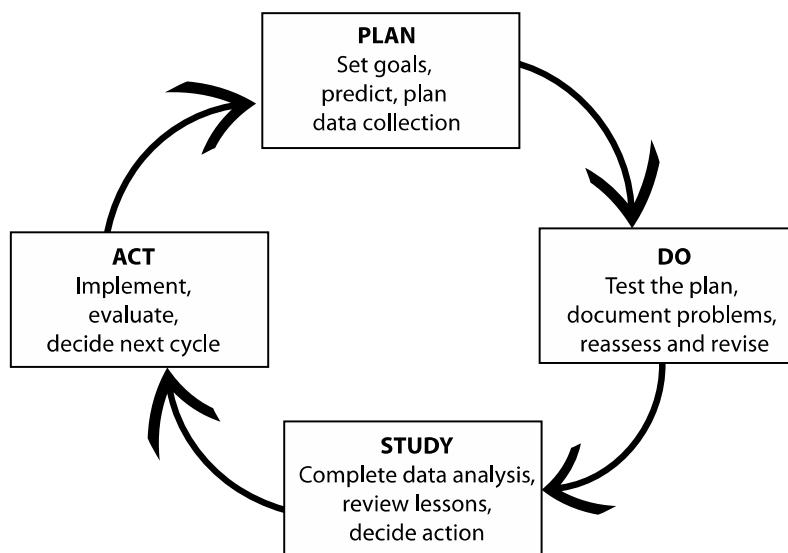 PLAN
Set goals,
predict, plan
data collection
DO
Test the plan,
document problems,
reassess and revise
STUDY
Complete data analysis,
review lessons,
decide action
ACT
Implement,
evaluate,
decide next cycle